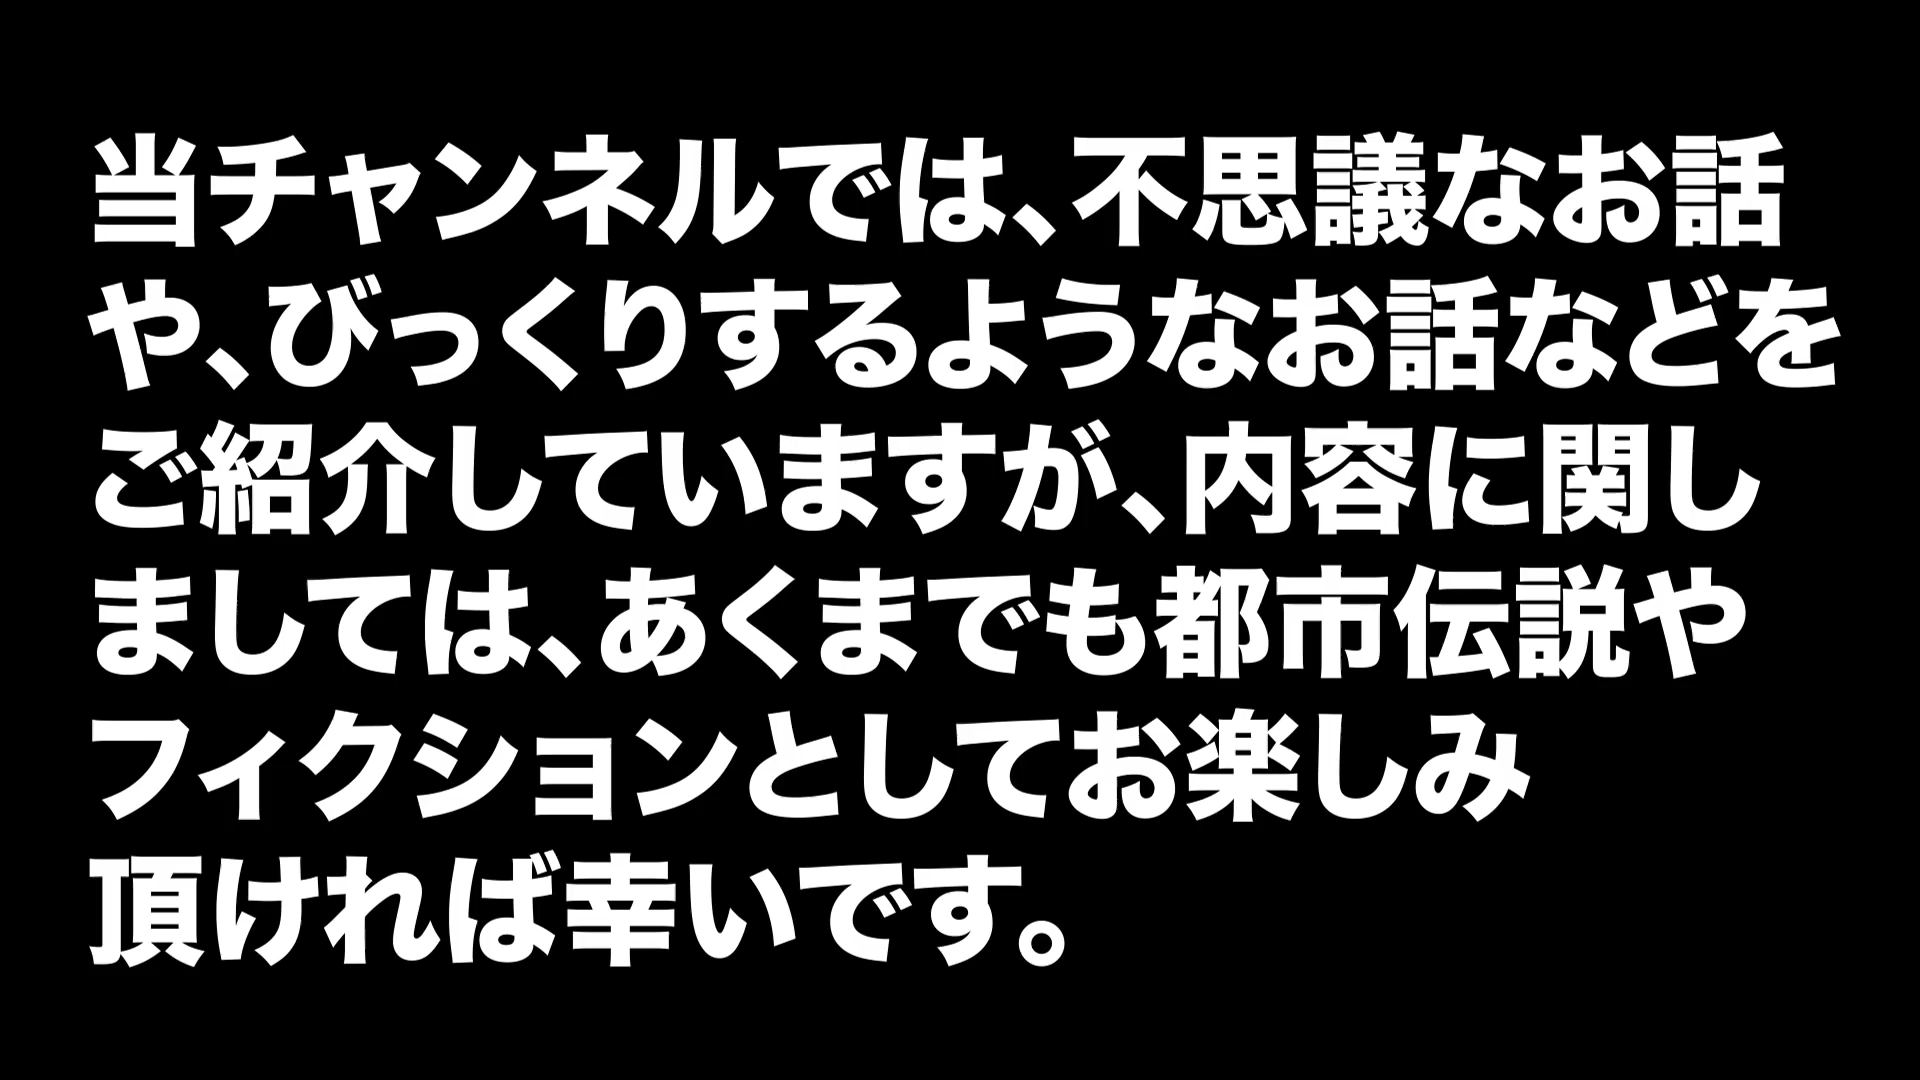 当チャンネルでは、不思議なお話
や、びっくりするようなお話などを
ご紹介していますが、内容に関し
ましては、あくまでも都市伝説や
フィクションとしてお楽しみ
頂ければ幸いです。